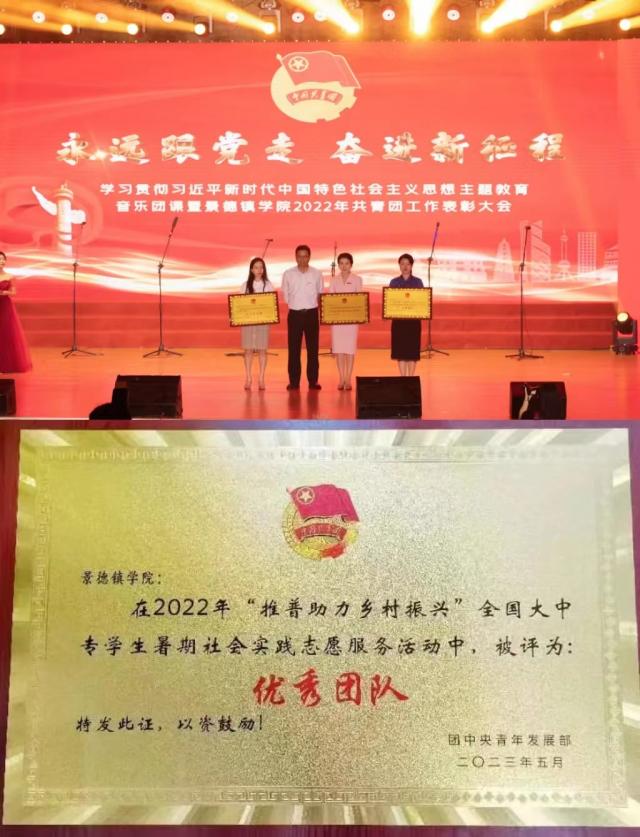 中国共青团
永远跟党走 奋进新征程
学习贯彻习近平新时代中国特色社会主义思想主题教育
音乐团课暨景德镇学院2022年共青团工作表彰大会
景德镇学院：
在2022年“推普助力乡村振兴”全国大中
专学生暑期社会实践志愿服务活动中，被评为：
优秀团队
特发此证，以资鼓励！
团中央青年发展部
二〇二三年五月